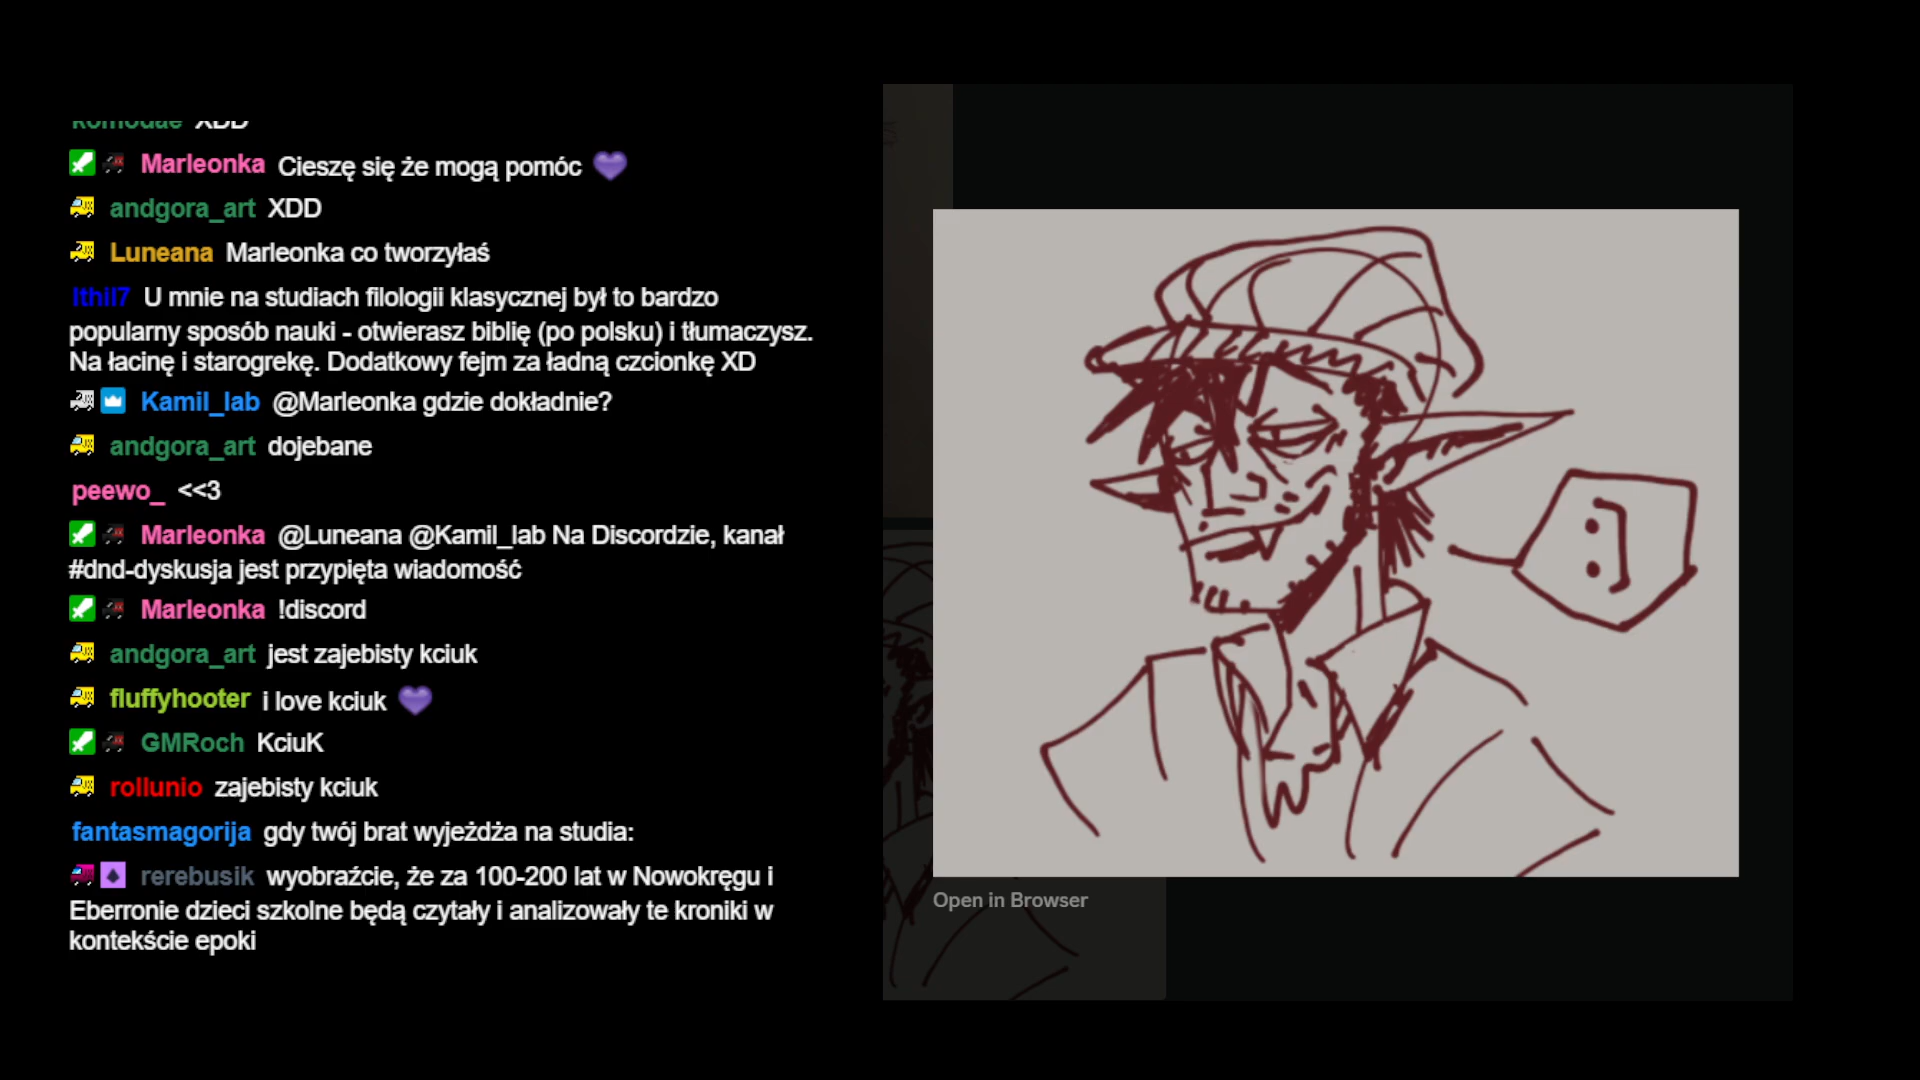 komodae XDD
Marleonka Cieszę się że mogą pomóc 💜
andgora_art XDD
Luneana Marleonka co tworzyłaś
Ithil7 U mnie na studiach filologii klasycznej był to bardzo
popularny sposób nauki - otwierasz biblię (po polsku) i tłumaczysz.
Na łacinę i starogrekę. Dodatkowy fejm za ładną czcionkę XD
Kamil_lab @Marleonka gdzie dokładnie?
andgora_art dojebane
peewo_ <<3
Marleonka @Luneana @Kamil_lab Na Discordzie, kanał
#dnd-dyskusja jest przypięta wiadomość
Marleonka !discord
andgora_art jest zajebisty kciuk
fluffyhooter i love kciuk 💜
GMRoch KciuK
rollunio zajebisty kciuk
fantasmagorija gdy twój brat wyjeżdża na studia:
rerebusik wyobraźcie, że za 100-200 lat w Nowokręgu i
Eberronie dzieci szkolne będą czytały i analizowały te kroniki w
kontekście epoki
:]
Open in Browser